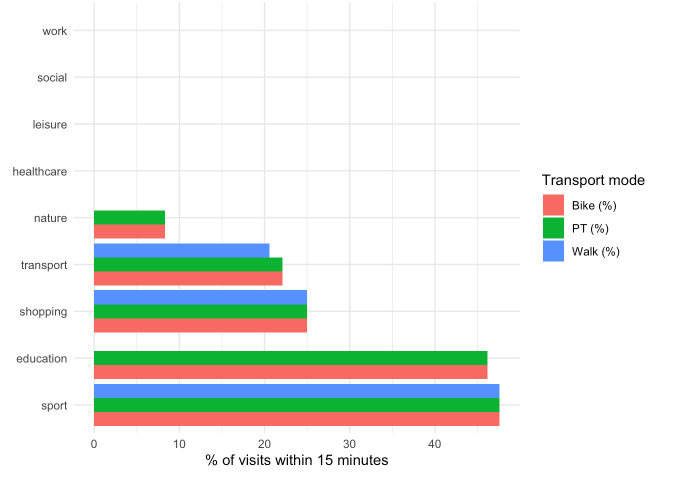 work
social
leisure
healthcare
nature
transport
shopping
education
sport
0 10 20 30 40
% of visits within 15 minutes
Transport mode
Bike (%)
PT (%)
Walk (%)